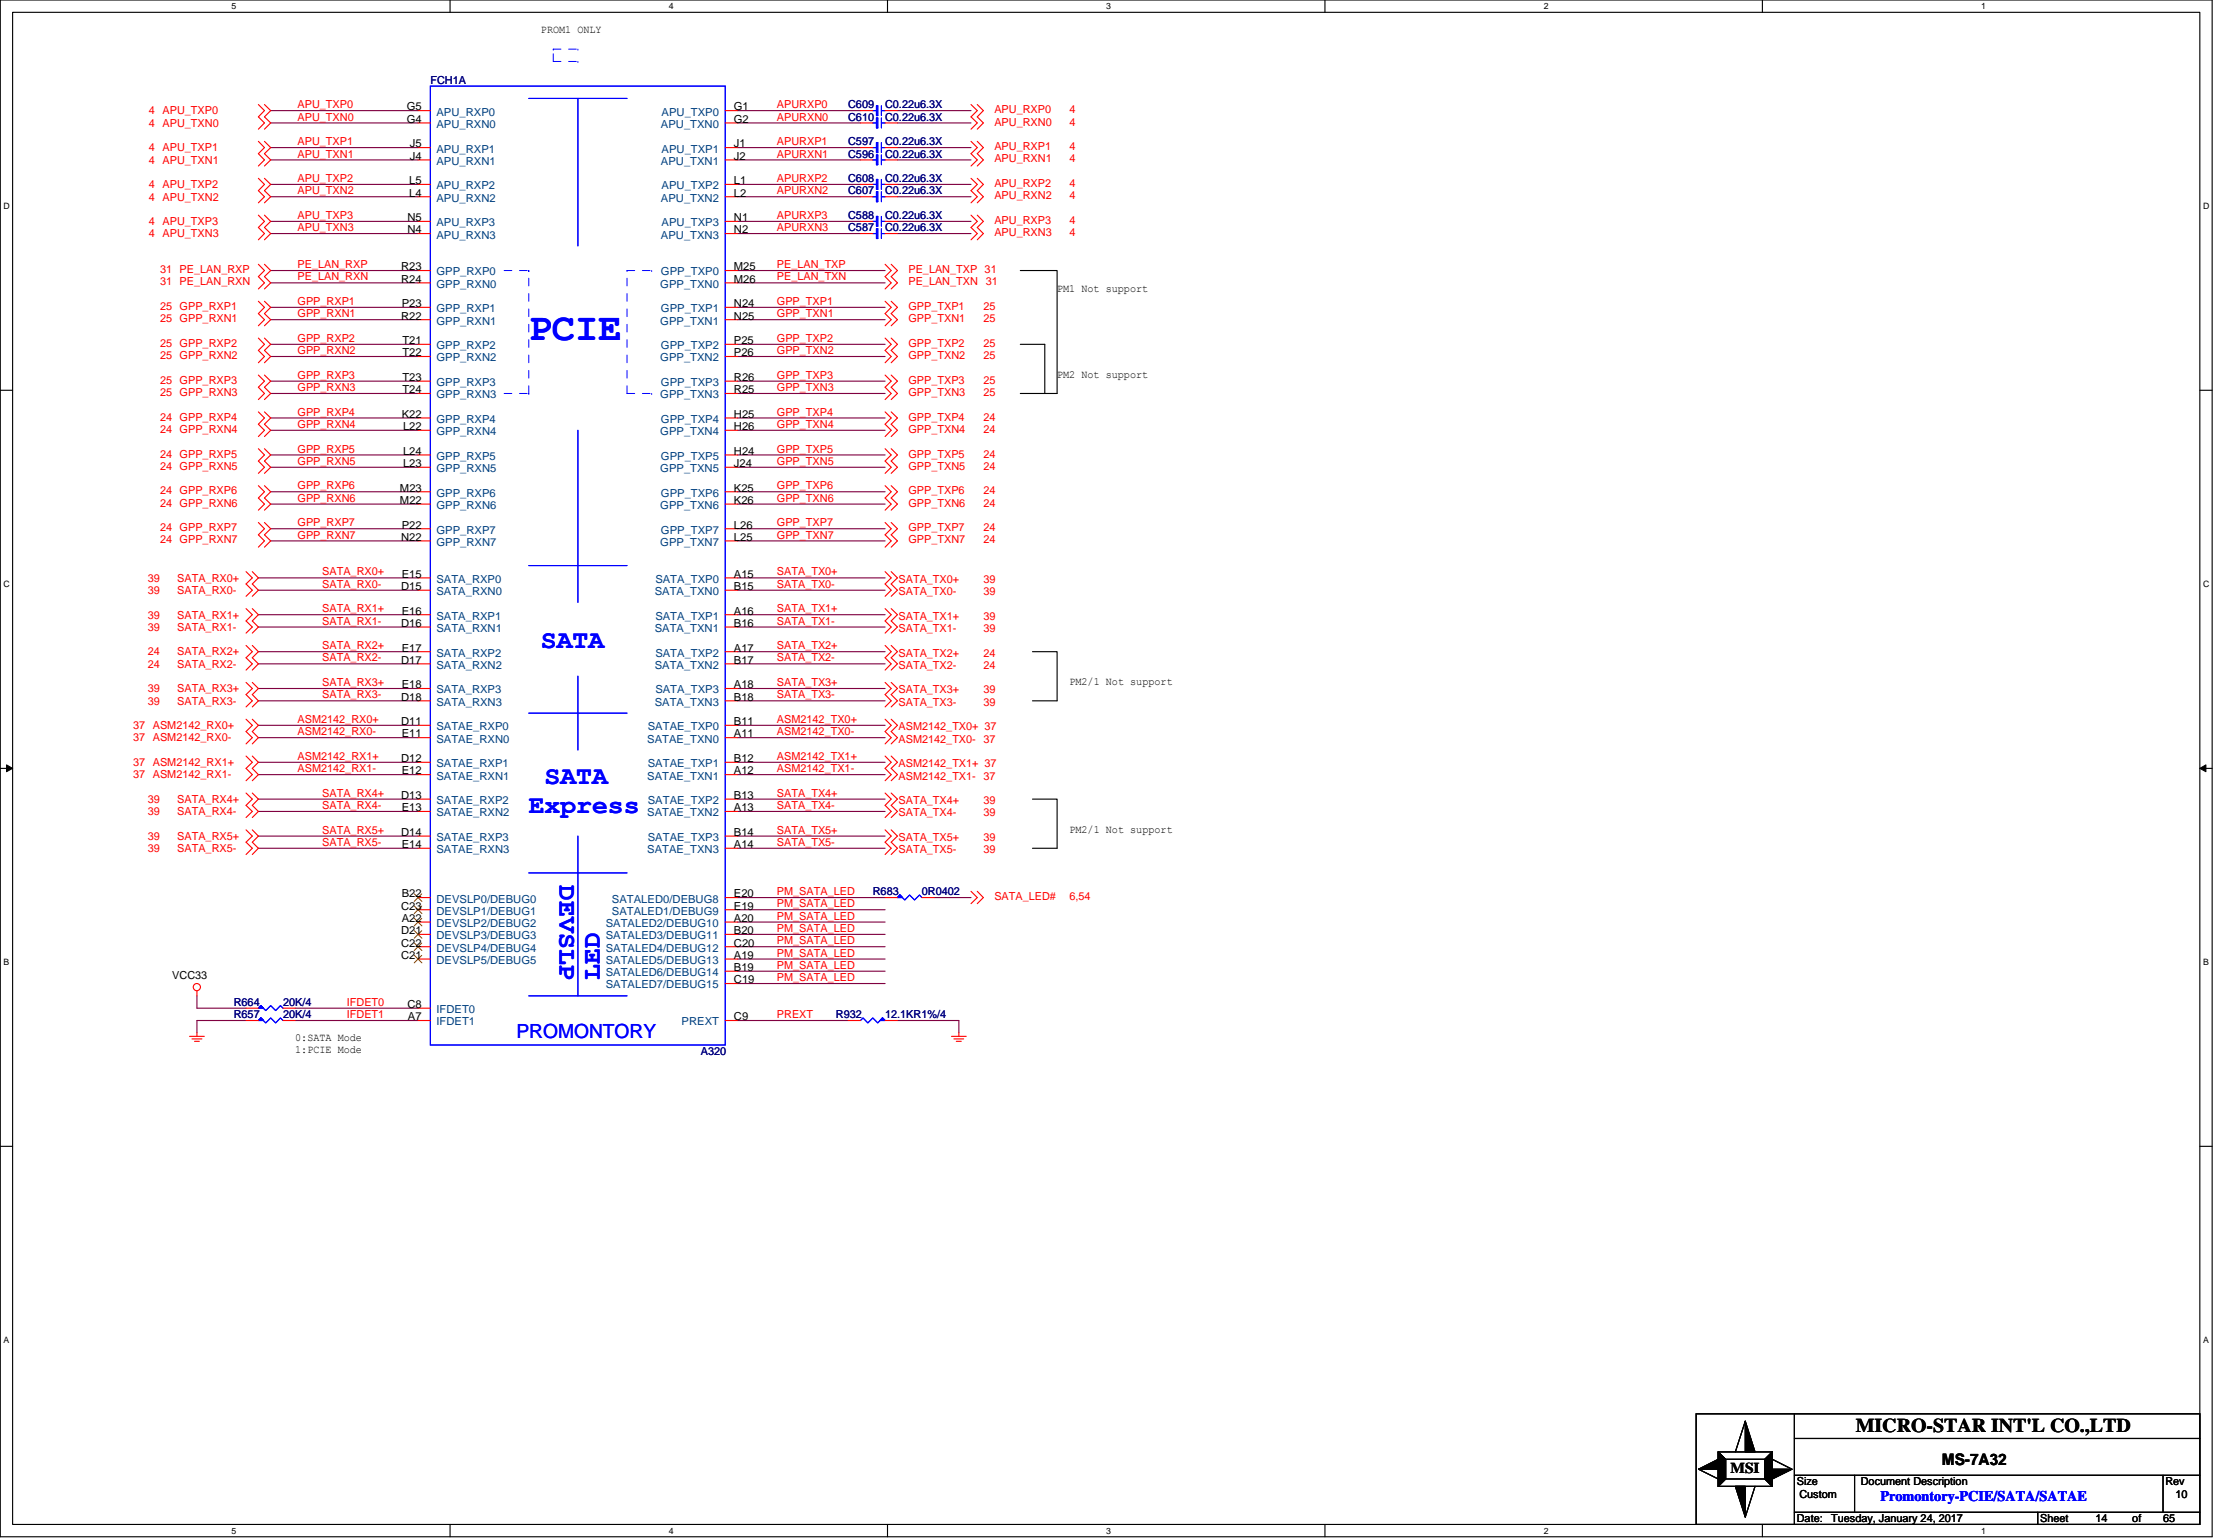 5 4 3 2 1
PROM1 ONLY
FCH1A
4 APU_TXP0 APU_TXP0 G5 APU_RXP0 APU_TXP0 G1 APURXP0 C609 C0.22u6.3X APU_RXP0 4
4 APU_TXN0 APU_TXN0 G4 APU_RXN0 APU_TXN0 G2 APURXN0 C610 C0.22u6.3X APU_RXN0 4
4 APU_TXP1 APU_TXP1 J5 APU_RXP1 APU_TXP1 J1 APURXP1 C597 C0.22u6.3X APU_RXP1 4
4 APU_TXN1 APU_TXN1 J4 APU_RXN1 APU_TXN1 J2 APURXN1 C596 C0.22u6.3X APU_RXN1 4
4 APU_TXP2 APU_TXP2 L5 APU_RXP2 APU_TXP2 L1 APURXP2 C608 C0.22u6.3X APU_RXP2 4
4 APU_TXN2 APU_TXN2 L4 APU_RXN2 APU_TXN2 L2 APURXN2 C607 C0.22u6.3X APU_RXN2 4
D D
4 APU_TXP3 APU_TXP3 N5 APU_RXP3 APU_TXP3 N1 APURXP3 C588 C0.22u6.3X APU_RXP3 4
4 APU_TXN3 APU_TXN3 N4 APU_RXN3 APU_TXN3 N2 APURXN3 C587 C0.22u6.3X APU_RXN3 4
31 PE_LAN_RXP PE_LAN_RXP R23 GPP_RXP0 GPP_TXP0 M25 PE_LAN_TXP PE_LAN_TXP 31
31 PE_LAN_RXN PE_LAN_RXN R24 GPP_RXN0 GPP_TXN0 M26 PE_LAN_TXN PE_LAN_TXN 31
PM1 Not support
25 GPP_RXP1 GPP_RXP1 P23 GPP_RXP1 GPP_TXP1 N24 GPP_TXP1 GPP_TXP1 25
25 GPP_RXN1 GPP_RXN1 R22 GPP_RXN1 GPP_TXN1 N25 GPP_TXN1 GPP_TXN1 25
PCIE
25 GPP_RXP2 GPP_RXP2 T21 GPP_RXP2 GPP_TXP2 P25 GPP_TXP2 GPP_TXP2 25
25 GPP_RXN2 GPP_RXN2 T22 GPP_RXN2 GPP_TXN2 P26 GPP_TXN2 GPP_TXN2 25
PM2 Not support
25 GPP_RXP3 GPP_RXP3 T23 GPP_RXP3 GPP_TXP3 R26 GPP_TXP3 GPP_TXP3 25
25 GPP_RXN3 GPP_RXN3 T24 GPP_RXN3 GPP_TXN3 R25 GPP_TXN3 GPP_TXN3 25
24 GPP_RXP4 GPP_RXP4 K22 GPP_RXP4 GPP_TXP4 H25 GPP_TXP4 GPP_TXP4 24
24 GPP_RXN4 GPP_RXN4 L22 GPP_RXN4 GPP_TXN4 H26 GPP_TXN4 GPP_TXN4 24
24 GPP_RXP5 GPP_RXP5 L24 GPP_RXP5 GPP_TXP5 H24 GPP_TXP5 GPP_TXP5 24
24 GPP_RXN5 GPP_RXN5 L23 GPP_RXN5 GPP_TXN5 J24 GPP_TXN5 GPP_TXN5 24
24 GPP_RXP6 GPP_RXP6 M23 GPP_RXP6 GPP_TXP6 K25 GPP_TXP6 GPP_TXP6 24
24 GPP_RXN6 GPP_RXN6 M22 GPP_RXN6 GPP_TXN6 K26 GPP_TXN6 GPP_TXN6 24
24 GPP_RXP7 GPP_RXP7 P22 GPP_RXP7 GPP_TXP7 L26 GPP_TXP7 GPP_TXP7 24
24 GPP_RXN7 GPP_RXN7 N22 GPP_RXN7 GPP_TXN7 L25 GPP_TXN7 GPP_TXN7 24
39 SATA_RX0+ SATA_RX0+ E15 SATA_RXP0 SATA_TXP0 A15 SATA_TX0+ SATA_TX0+ 39
C C
39 SATA_RX0- SATA_RX0- D15 SATA_RXN0 SATA_TXN0 B15 SATA_TX0- SATA_TX0- 39
39 SATA_RX1+ SATA_RX1+ E16 SATA_RXP1 SATA_TXP1 A16 SATA_TX1+ SATA_TX1+ 39
39 SATA_RX1- SATA_RX1- D16 SATA_RXN1 SATA_TXN1 B16 SATA_TX1- SATA_TX1- 39
SATA
24 SATA_RX2+ SATA_RX2+ E17 SATA_RXP2 SATA_TXP2 A17 SATA_TX2+ SATA_TX2+ 24
24 SATA_RX2- SATA_RX2- D17 SATA_RXN2 SATA_TXN2 B17 SATA_TX2- SATA_TX2- 24
PM2/1 Not support
39 SATA_RX3+ SATA_RX3+ E18 SATA_RXP3 SATA_TXP3 A18 SATA_TX3+ SATA_TX3+ 39
39 SATA_RX3- SATA_RX3- D18 SATA_RXN3 SATA_TXN3 B18 SATA_TX3- SATA_TX3- 39
37 ASM2142_RX0+ ASM2142_RX0+ D11 SATAE_RXP0 SATAE_TXP0 B11 ASM2142_TX0+ ASM2142_TX0+ 37
37 ASM2142_RX0- ASM2142_RX0- E11 SATAE_RXN0 SATAE_TXN0 A11 ASM2142_TX0- ASM2142_TX0- 37
37 ASM2142_RX1+ ASM2142_RX1+ D12 SATAE_RXP1 SATAE_TXP1 B12 ASM2142_TX1+ ASM2142_TX1+ 37
37 ASM2142_RX1- ASM2142_RX1- E12 SATAE_RXN1 SATAE_TXN1 A12 ASM2142_TX1- ASM2142_TX1- 37
SATA
Express
39 SATA_RX4+ SATA_RX4+ D13 SATAE_RXP2 SATAE_TXP2 B13 SATA_TX4+ SATA_TX4+ 39
39 SATA_RX4- SATA_RX4- E13 SATAE_RXN2 SATAE_TXN2 A13 SATA_TX4- SATA_TX4- 39
PM2/1 Not support
39 SATA_RX5+ SATA_RX5+ D14 SATAE_RXP3 SATAE_TXP3 B14 SATA_TX5+ SATA_TX5+ 39
39 SATA_RX5- SATA_RX5- E14 SATAE_RXN3 SATAE_TXN3 A14 SATA_TX5- SATA_TX5- 39
B22 DEVSLP0/DEBUG0 SATALED0/DEBUG8 E20 PM_SATA_LED R683 0R0402 SATA_LED# 6,54
C23 DEVSLP1/DEBUG1 SATALED1/DEBUG9 E19 PM_SATA_LED
A22 DEVSLP2/DEBUG2 SATALED2/DEBUG10 A20 PM_SATA_LED
D21 DEVSLP3/DEBUG3 SATALED3/DEBUG11 B20 PM_SATA_LED
C22 DEVSLP4/DEBUG4 SATALED4/DEBUG12 C20 PM_SATA_LED
C21 DEVSLP5/DEBUG5 SATALED5/DEBUG13 A19 PM_SATA_LED
SATALED6/DEBUG14 B19 PM_SATA_LED
SATALED7/DEBUG15 C19 PM_SATA_LED
DEVSLP
LED
B B
VCC33
R664 20K/4 IFDET0 C8 IFDET0
R657 20K/4 IFDET1 A7 IFDET1 PREXT C9 PREXT R932 12.1KR1%/4
PROMONTORY
0:SATA Mode
1:PCIE Mode
A320
A A
MSI
MICRO-STAR INT'L CO.,LTD
MS-7A32
Size Document Description Rev
Custom Promontory-PCIE/SATA/SATAE 10
Date: Tuesday, January 24, 2017 Sheet 14 of 65
5 4 3 2 1